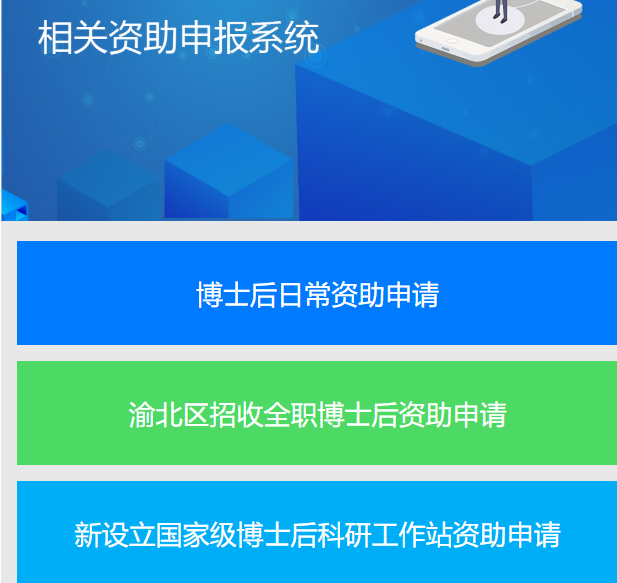 相关资助申报系统
博士后日常资助申请
渝北区招收全职博士后资助申请
新设立国家级博士后科研工作站资助申请